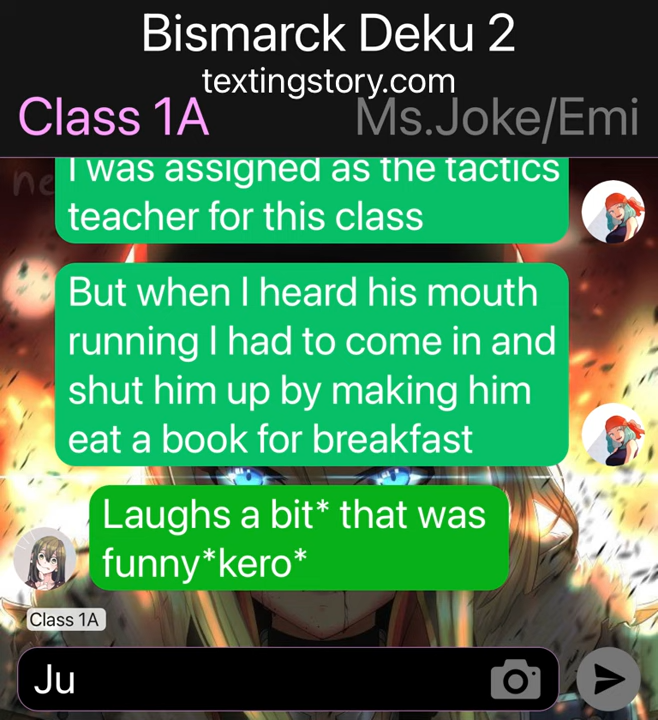 Bismarck Deku 2
textingstory.com
Class 1A
Ms.Joke/Emi
ne
I was assigned as the tactics
teacher for this class
But when I heard his mouth
running I had to come in and
shut him up by making him
eat a book for breakfast
Laughs a bit* that was
funny*kero*
Class 1A
Ju